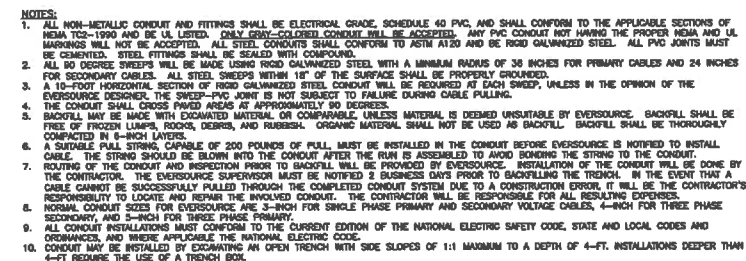 NOTES:
1. ALL NON-METALLIC CONDUIT AND FITTINGS SHALL BE ELECTRICAL GRADE, SCHEDULE 40 PVC, AND SHALL CONFORM TO THE APPLICABLE SECTIONS OF
NEMA TC2-1990 AND BE UL LISTED. ONLY GRAY-COLORED CONDUIT WILL BE ACCEPTED. ANY PVC CONDUIT NOT HAVING THE PROPER NEMA AND UL
MARKINGS WILL NOT BE ACCEPTED. ALL STEEL CONDUITS SHALL CONFORM TO ASTM A120 AND BE RIGID GALVANIZED STEEL. ALL PVC JOINTS MUST
BE CEMENTED. STEEL FITTINGS SHALL BE SEALED WITH COMPOUND.
2. ALL 90 DEGREE SWEEPS WILL BE MADE USING RIGID GALVANIZED STEEL WITH A MINIMUM RADIUS OF 36 INCHES FOR PRIMARY CABLES AND 24 INCHES
FOR SECONDARY CABLES. ALL STEEL SWEEPS WITHIN 18" OF THE SURFACE SHALL BE PROPERLY GROUNDED.
3. A 10-FOOT HORIZONTAL SECTION OF RIGID GALVANIZED STEEL CONDUIT WILL BE REQUIRED AT EACH SWEEP, UNLESS IN THE OPINION OF THE
EVERSOURCE DESIGNER, THE SWEEP-PVC JOINT IS NOT SUBJECT TO FAILURE DURING CABLE PULLING.
4. THE CONDUIT SHALL CROSS PAVED AREAS AT APPROXIMATELY 90 DEGREES.
5. BACKFILL MAY BE MADE WITH EXCAVATED MATERIAL OR COMPARABLE, UNLESS MATERIAL IS DEEMED UNSUITABLE BY EVERSOURCE. BACKFILL SHALL BE
FREE OF FROZEN LUMPS, ROCKS, DEBRIS, AND RUBBISH. ORGANIC MATERIAL SHALL NOT BE USED AS BACKFILL. BACKFILL SHALL BE THOROUGHLY
COMPACTED IN 6-INCH LAYERS.
6. A SUITABLE PULL STRING, CAPABLE OF 200 POUNDS OF PULL, MUST BE INSTALLED IN THE CONDUIT BEFORE EVERSOURCE IS NOTIFIED TO INSTALL
CABLE. THE STRING SHOULD BE BLOWN INTO THE CONDUIT AFTER THE RUN IS ASSEMBLED TO AVOID BONDING THE STRING TO THE CONDUIT.
7. ROUTING OF THE CONDUIT AND INSPECTION PRIOR TO BACKFILL WILL BE PROVIDED BY EVERSOURCE. INSTALLATION OF THE CONDUIT WILL BE DONE BY
THE CONTRACTOR. THE EVERSOURCE SUPERVISOR MUST BE NOTIFIED 2 BUSINESS DAYS PRIOR TO BACKFILLING THE TRENCH. IN THE EVENT THAT A
CABLE CANNOT BE SUCCESSFULLY PULLED THROUGH THE COMPLETED CONDUIT SYSTEM DUE TO A CONSTRUCTION ERROR, IT WILL BE THE CONTRACTOR'S
RESPONSIBILITY TO LOCATE AND REPAIR THE INVOLVED CONDUIT. THE CONTRACTOR WILL BE RESPONSIBLE FOR ALL RESULTING EXPENSES.
8. NORMAL CONDUIT SIZES FOR EVERSOURCE ARE 3-INCH FOR SINGLE PHASE PRIMARY AND SECONDARY VOLTAGE CABLES, 4-INCH FOR THREE PHASE
SECONDARY, AND 5-INCH FOR THREE PHASE PRIMARY.
9. ALL CONDUIT INSTALLATIONS MUST CONFORM TO THE CURRENT EDITION OF THE NATIONAL ELECTRIC SAFETY CODE, STATE AND LOCAL CODES AND
ORDINANCES, AND WHERE APPLICABLE THE NATIONAL ELECTRIC CODE.
10. CONDUIT MAY BE INSTALLED BY EXCAVATING AN OPEN TRENCH WITH SIDE SLOPES OF 1:1 MAXIMUM TO A DEPTH OF 4-FT. INSTALLATIONS DEEPER THAN
4-FT REQUIRE THE USE OF A TRENCH BOX.